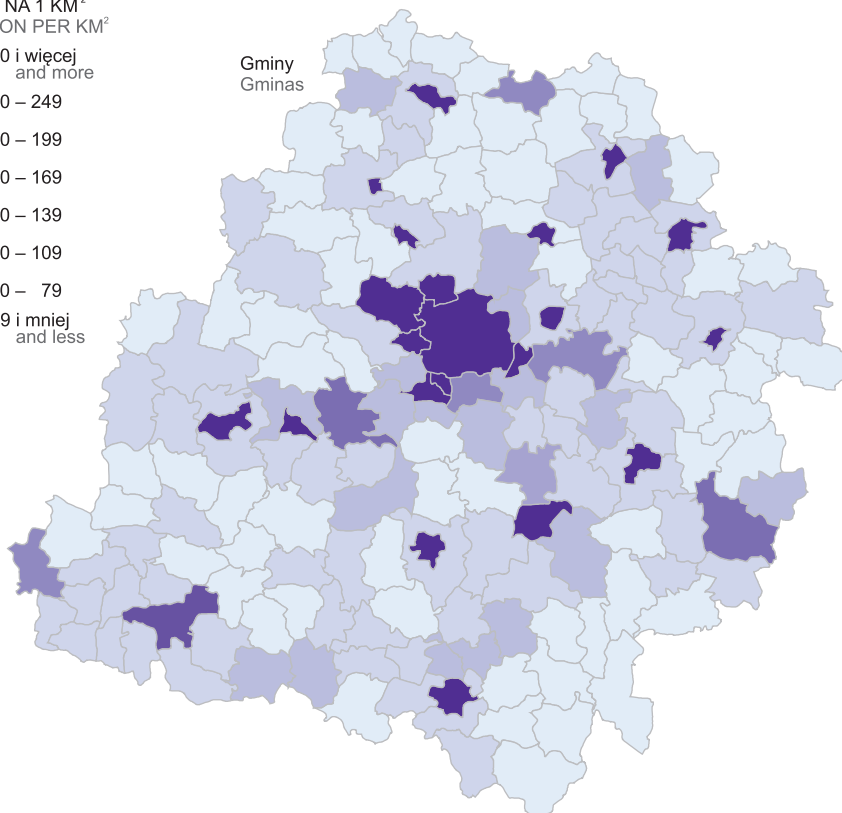 NA 1 KM²
ON PER KM²
0 i więcej
and more
0 – 249
0 – 199
0 – 169
0 – 139
0 – 109
0 – 79
9 i mniej
and less
Gminy
Gminas